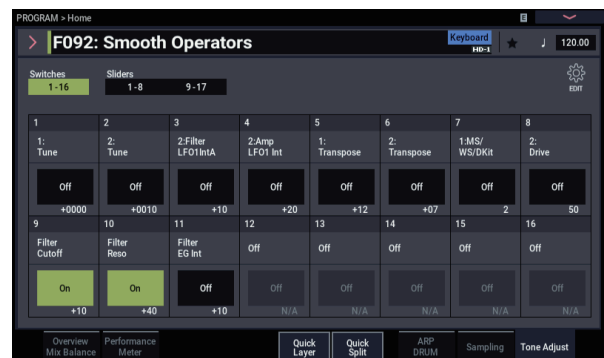 PROGRAM > Home
E
F092: Smooth Operators
Keyboard
HD-1
♩ 120.00
Switches
1-16
Sliders
1-8 9-17
EDIT
1 2 3 4 5 6 7 8
1: 2: 2:Filter 2:Amp 1: 2: 1:MS/ 2:
Tune Tune LFO1IntA LFO1 Int Transpose Transpose WS/DKit Drive
Off Off Off Off Off Off Off Off
+0000 +0010 +10 +20 +12 +07 2 50
9 10 11 12 13 14 15 16
Filter Filter Filter Off Off Off Off Off
Cutoff Reso EG Int
On On Off Off Off Off Off Off
+10 +40 +10 N/A N/A N/A N/A N/A
Overview Performance Quick Quick ARP Sampling Tone Adjust
Mix Balance Meter Layer Split DRUM